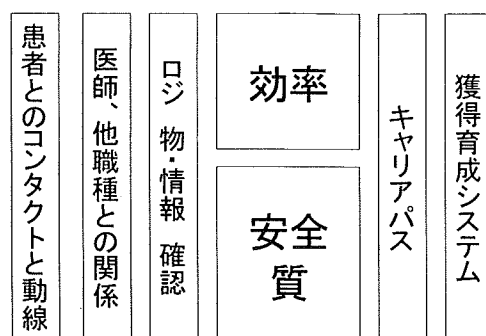 患者とのコンタクトと動線
医師、他職種との関係
ロジ 物・情報 確認
効率
安全
質
キャリアパス
獲得育成システム